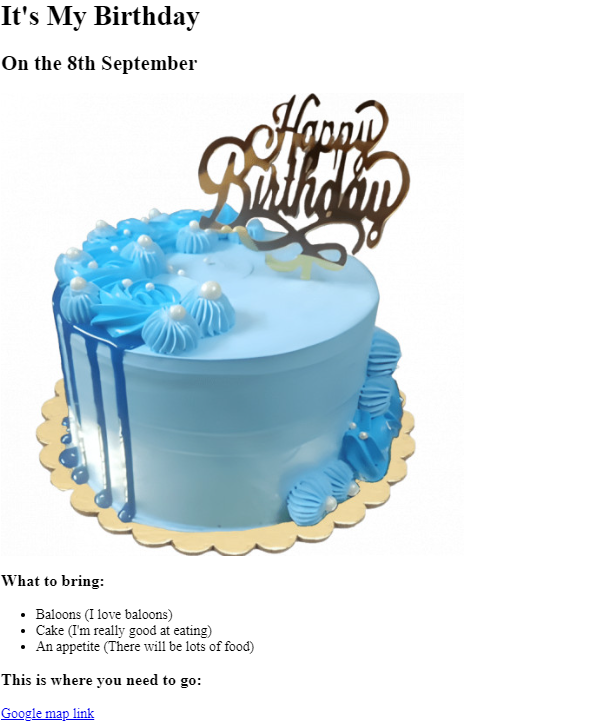 It's My Birthday
On the 8th September
Happy
Birthday
What to bring:
Baloons (I love baloons)
Cake (I'm really good at eating)
An appetite (There will be lots of food)
This is where you need to go:
Google map link